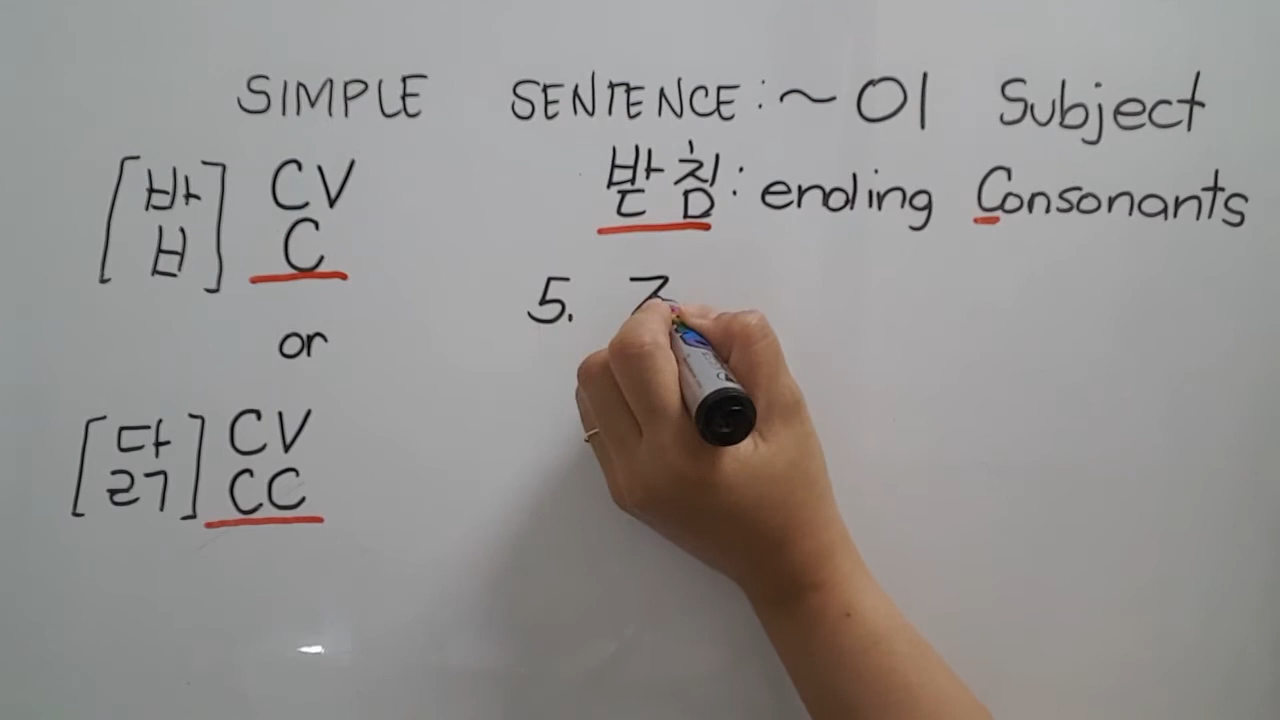 SIMPLE SENTENCE: ~이 Subject
받침: ending Consonants
[밥] CV
C
or
[닭] CV
CC
5. ㅈ